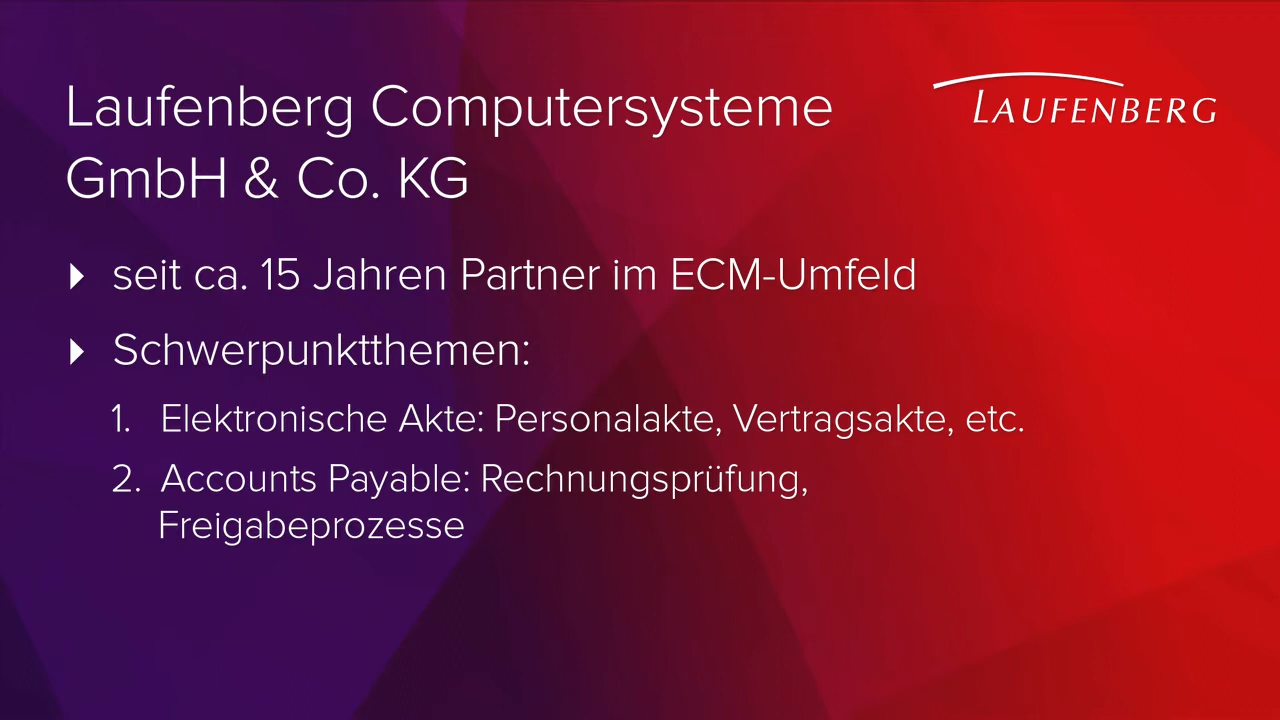 Laufenberg Computersysteme
GmbH & Co. KG
LAUFENBERG
seit ca. 15 Jahren Partner im ECM-Umfeld
Schwerpunktthemen:
1. Elektronische Akte: Personalakte, Vertragsakte, etc.
2. Accounts Payable: Rechnungsprüfung,
Freigabeprozesse